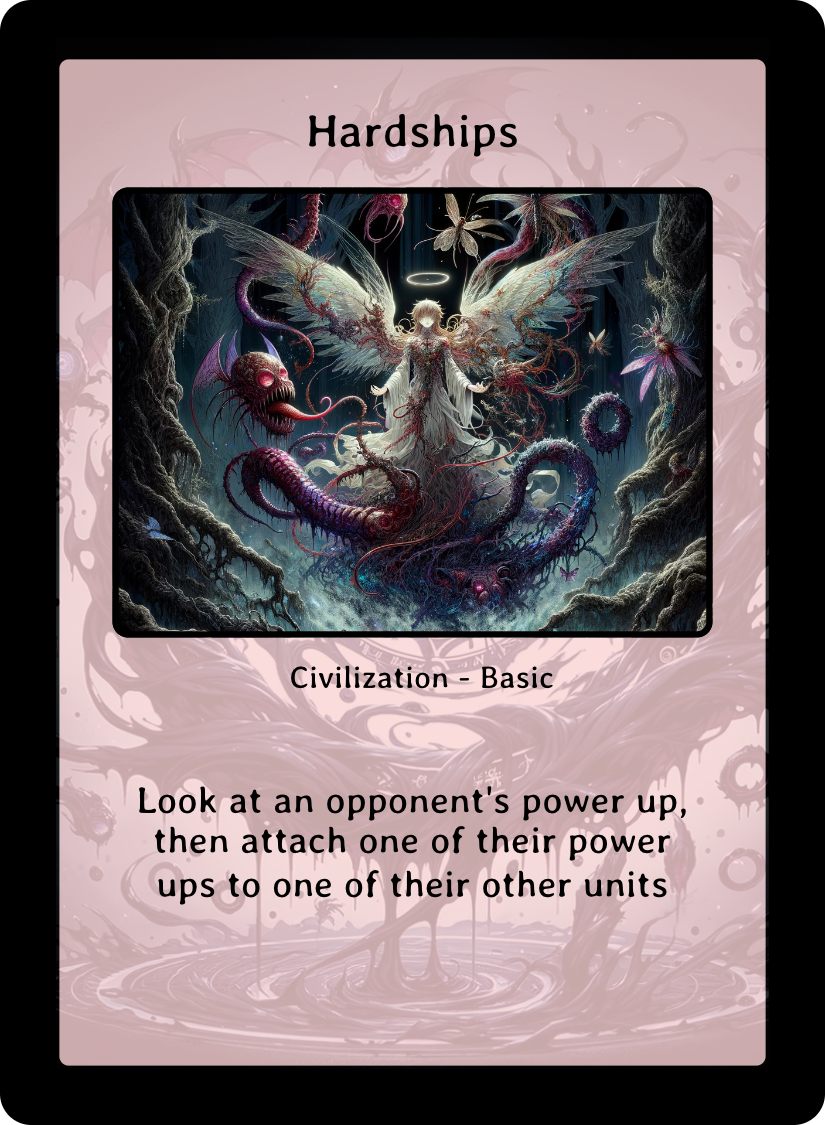 Hardships
Civilization - Basic
Look at an opponent's power up,
then attach one of their power
ups to one of their other units